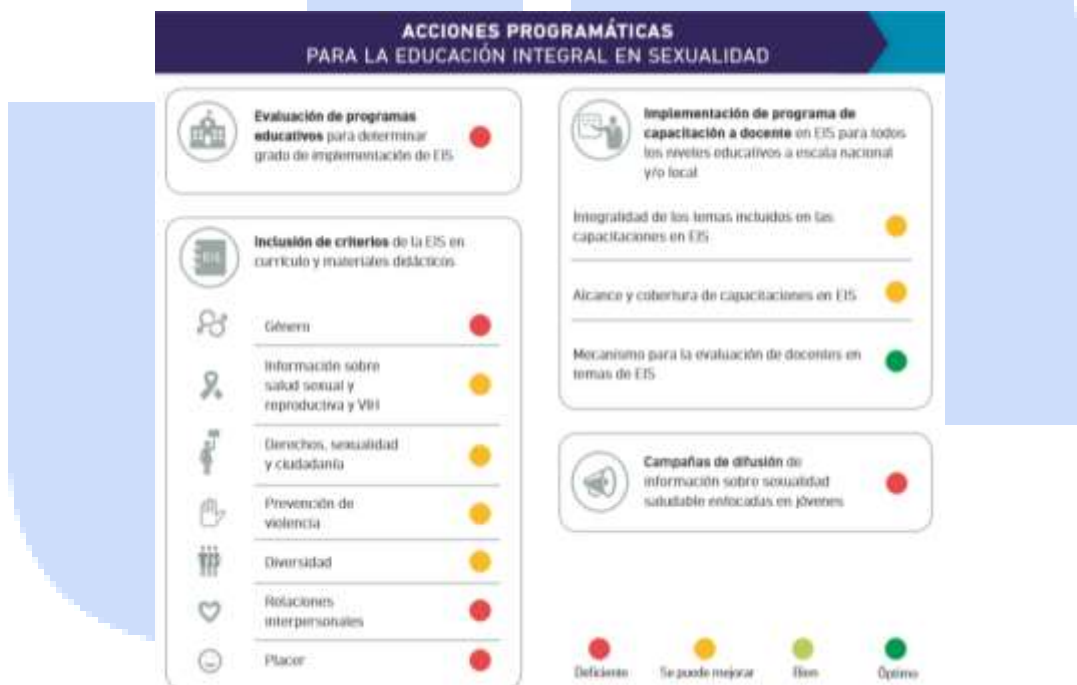 ACCIONES PROGRAMÁTICAS
PARA LA EDUCACIÓN INTEGRAL EN SEXUALIDAD
Evaluación de programas
educativos para determinar
grado de implementación de EIS
Inclusión de criterios de la EIS en
currículo y materiales didácticos
Género
Información sobre
salud sexual y
reproductiva y VIH
Derechos, sexualidad
y ciudadanía
Prevención de
violencia
Diversidad
Relaciones
interpersonales
Placer
Implementación de programa de
capacitación a docente en EIS para todos
los niveles educativos a escala nacional
y/o local
Integralidad de los temas incluidos en las
capacitaciones en EIS
Alcance y cobertura de capacitaciones en EIS
Mecanismo para la evaluación de docentes en
temas de EIS
Campañas de difusión de
información sobre sexualidad
saludable enfocadas en jóvenes
Deficiente Se puede mejorar Bien Óptimo